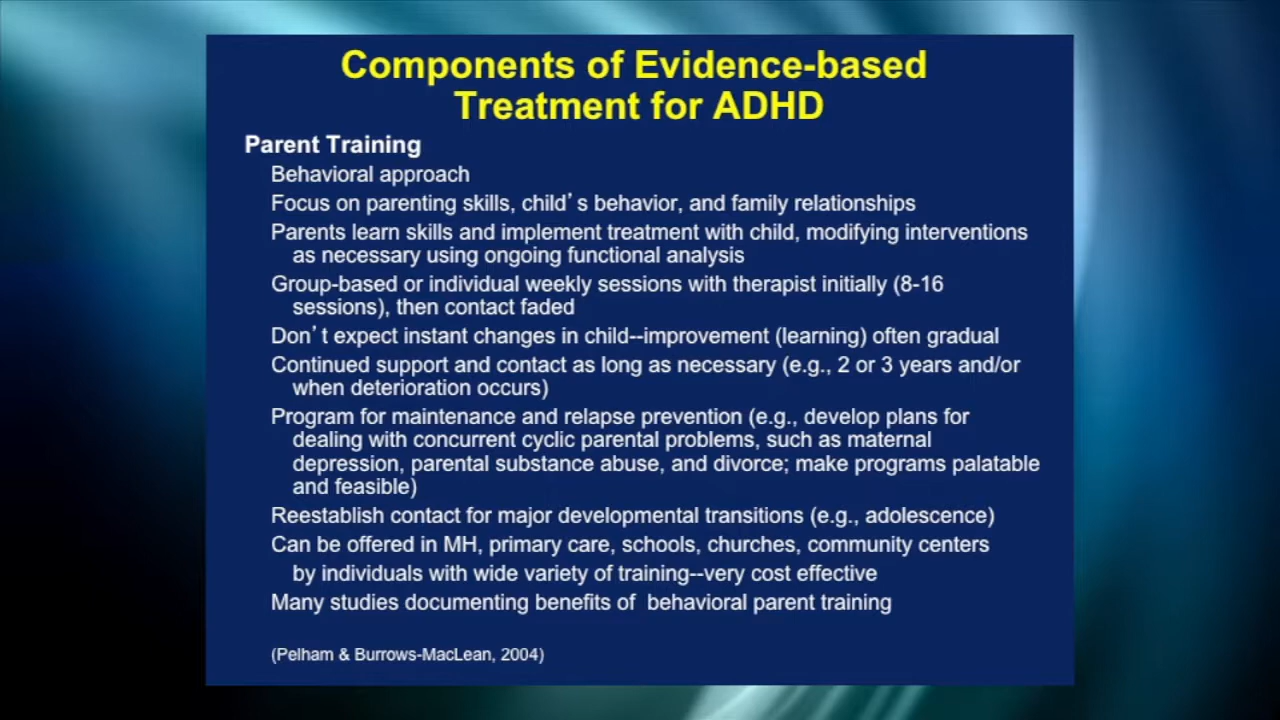 Components of Evidence-based
Treatment for ADHD
Parent Training
Behavioral approach
Focus on parenting skills, child's behavior, and family relationships
Parents learn skills and implement treatment with child, modifying interventions
as necessary using ongoing functional analysis
Group-based or individual weekly sessions with therapist initially (8-16
sessions), then contact faded
Don't expect instant changes in child--improvement (learning) often gradual
Continued support and contact as long as necessary (e.g., 2 or 3 years and/or
when deterioration occurs)
Program for maintenance and relapse prevention (e.g., develop plans for
dealing with concurrent cyclic parental problems, such as maternal
depression, parental substance abuse, and divorce; make programs palatable
and feasible)
Reestablish contact for major developmental transitions (e.g., adolescence)
Can be offered in MH, primary care, schools, churches, community centers
by individuals with wide variety of training--very cost effective
Many studies documenting benefits of behavioral parent training
(Pelham & Burrows-MacLean, 2004)